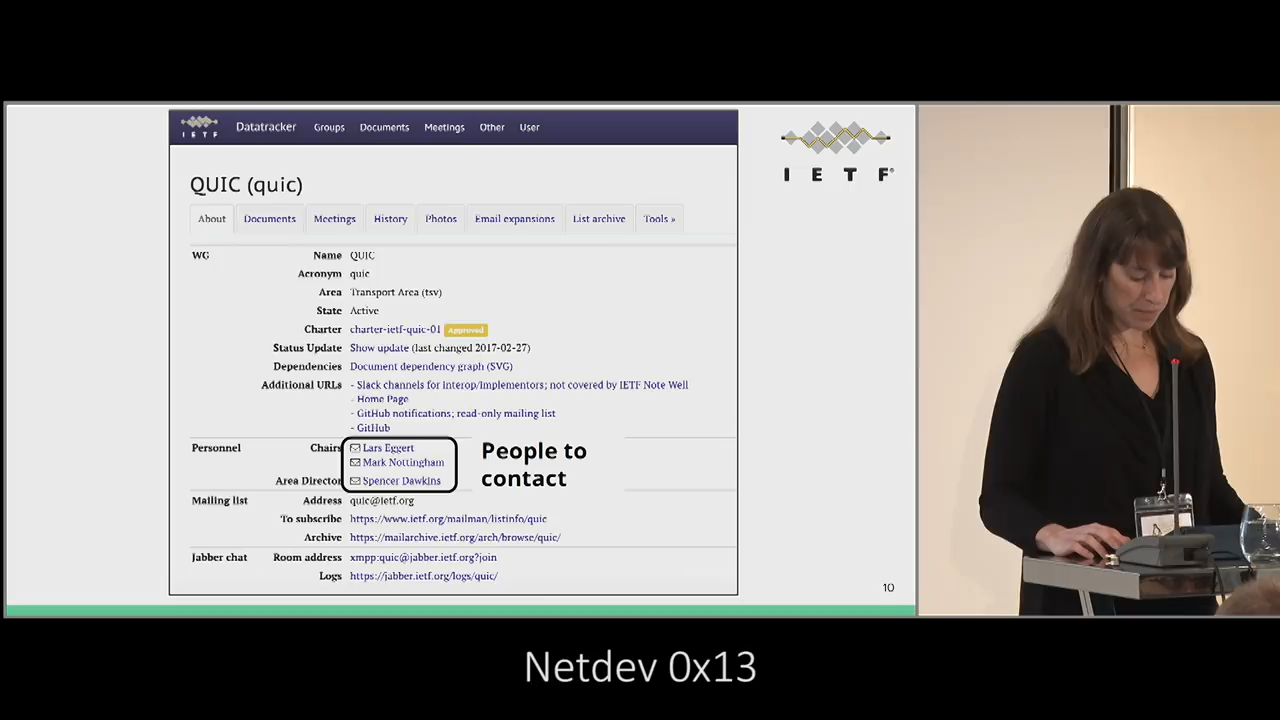 IETF Datatracker Groups Documents Meetings Other User
IETF®
QUIC (quic)
About Documents Meetings History Photos Email expansions List archive Tools »
WG Name QUIC
Acronym quic
Area Transport Area (tsv)
State Active
Charter charter-ietf-quic-01 Approved
Status Update Show update (last changed 2017-02-27)
Dependencies Document dependency graph (SVG)
Additional URLs - Slack channels for Interop/Implementors; not covered by IETF Note Well
- Home Page
- GitHub notifications; read-only mailing list
- GitHub
Personnel Chairs Lars Eggert
Mark Nottingham
Area Director Spencer Dawkins
People to
contact
Mailing list Address quic@ietf.org
To subscribe https://www.ietf.org/mailman/listinfo/quic
Archive https://mailarchive.ietf.org/arch/browse/quic/
Jabber chat Room address xmpp:quic@jabber.ietf.org?join
Logs https://jabber.ietf.org/logs/quic/
10
Netdev 0x13